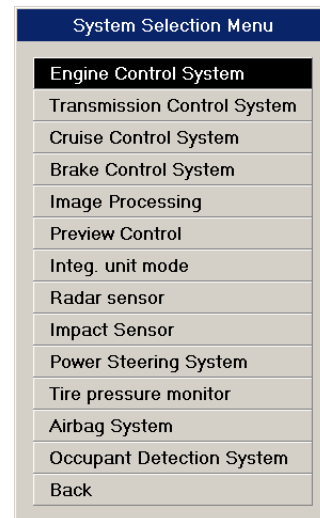 System Selection Menu
Engine Control System
Transmission Control System
Cruise Control System
Brake Control System
Image Processing
Preview Control
Integ. unit mode
Radar sensor
Impact Sensor
Power Steering System
Tire pressure monitor
Airbag System
Occupant Detection System
Back